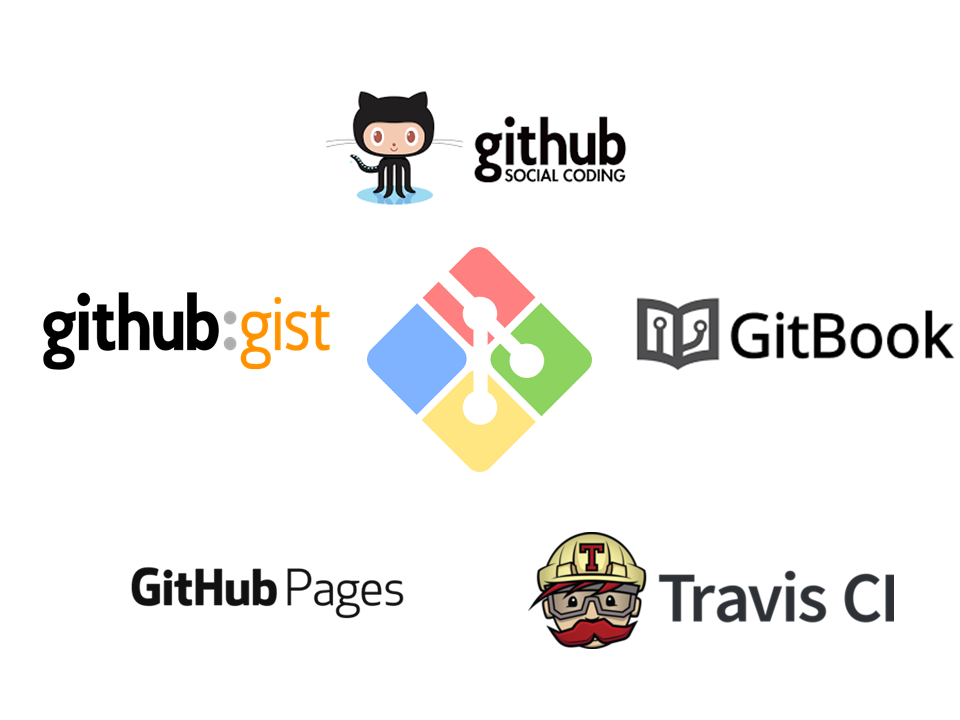 github
SOCIAL CODING
github:gist
GitBook
GitHub Pages
T
Travis CI